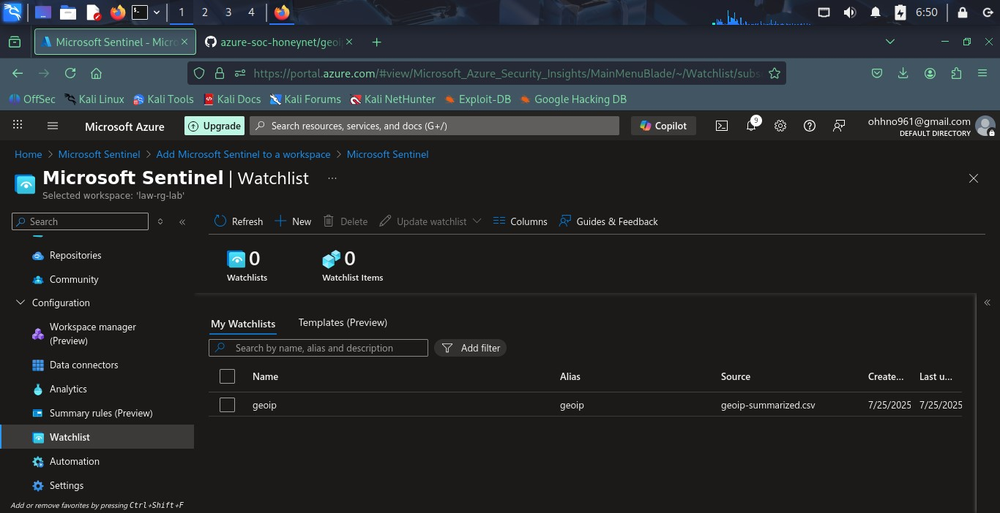 1 2 3 4 6:50
Microsoft Sentinel - Micro azure-soc-honeynet/geoip
https://portal.azure.com/#view/Microsoft_Azure_Security_Insights/MainMenuBlade/~/Watchlist/subs
OffSec Kali Linux Kali Tools Kali Docs Kali Forums Kali NetHunter Exploit-DB Google Hacking DB
Microsoft Azure Upgrade Search resources, services, and docs (G+/) Copilot 9 ohhno961@gmail.com
DEFAULT DIRECTORY
Home > Microsoft Sentinel > Add Microsoft Sentinel to a workspace > Microsoft Sentinel
Microsoft Sentinel | Watchlist ...
Selected workspace: 'law-rg-lab'
Search « Refresh New Delete Update watchlist Columns Guides & Feedback
Repositories
Community
Configuration
Workspace manager
(Preview)
Data connectors
Analytics
Summary rules (Preview)
Watchlist
Automation
Settings
Add or remove favorites by pressing Ctrl+Shift+F
0 0
Watchlists Watchlist Items
«
My Watchlists Templates (Preview)
Search by name, alias and description Add filter
Name Alias Source Create... Last u...
geoip geoip geoip-summarized.csv 7/25/2025 7/25/2025